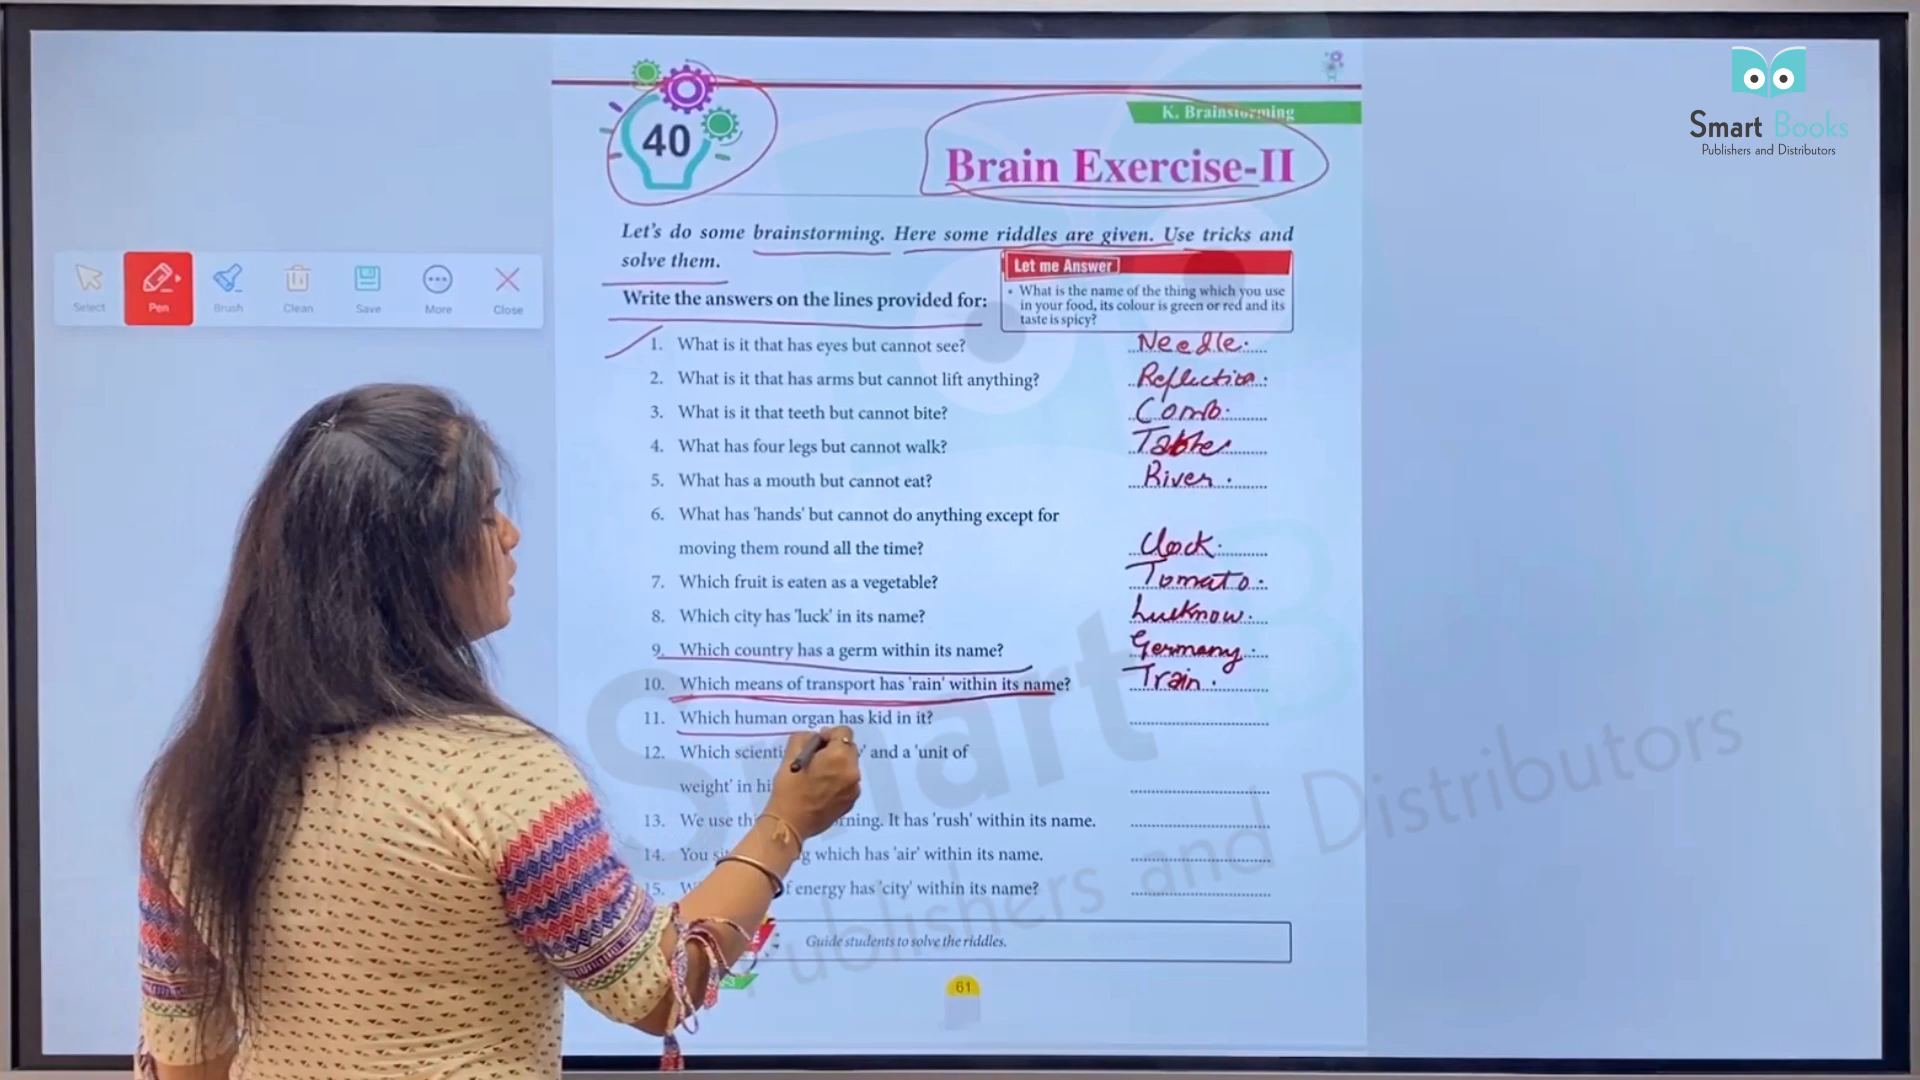 Smart Books
Publishers and Distributors
K. Brainstorming
40
Brain Exercise-II
Let's do some brainstorming. Here some riddles are given. Use tricks and
solve them.
Let me Answer
• What is the name of the thing which you use
in your food, its colour is green or red and its
taste is spicy?
Write the answers on the lines provided for:
Select
Pen
Brush
Clean
Save
More
Close
1. What is it that has eyes but cannot see? Needle.
2. What is it that has arms but cannot lift anything? Reflection.
3. What is it that teeth but cannot bite? Comb.
4. What has four legs but cannot walk?
5. What has a mouth but cannot eat? River.
6. What has 'hands' but cannot do anything except for
moving them round all the time? Clock.
7. Which fruit is eaten as a vegetable? Tomato.
8. Which city has 'luck' in its name? Lucknow.
9. Which country has a germ within its name? Germany.
10. Which means of transport has 'rain' within its name? Train.
11. Which human organ has kid in it?
12. Which and a 'unit of
weight' in
13. We use It has 'rush' within its name.
14. You which has 'air' within its name.
15. energy has 'city' within its name?
Guide students to solve the riddles.
61
Smart Books
Publishers and Distributors